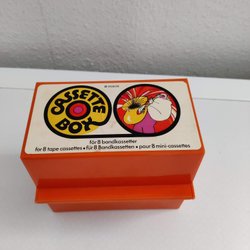 CASSETTE
BOX
för 8 bandkassetter
for 8 tape cassettes • für 8 Bandkassetten • pour 8 mini-cassettes